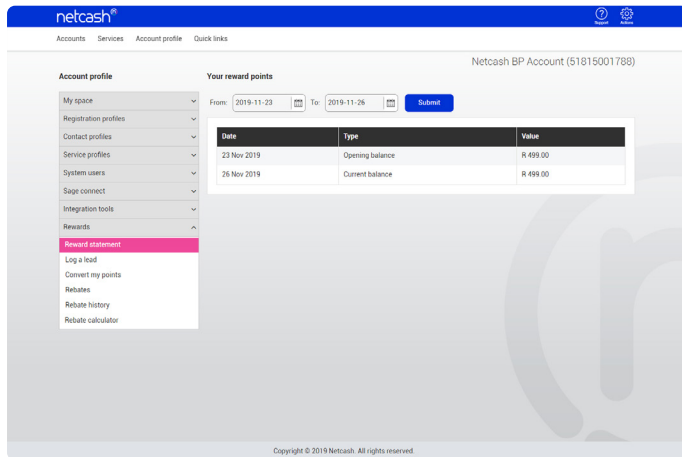 netcash®
Support
Actions
Accounts Services Account profile Quick links
Netcash BP Account (51815001788)
Account profile
My space
Registration profiles
Contact profiles
Service profiles
System users
Sage connect
Integration tools
Rewards
Reward statement
Log a lead
Convert my points
Rebates
Rebate history
Rebate calculator
Your reward points
From: 2019-11-23 To: 2019-11-26 Submit
Date Type Value
23 Nov 2019 Opening balance R 499.00
26 Nov 2019 Current balance R 499.00
Copyright © 2019 Netcash. All rights reserved.